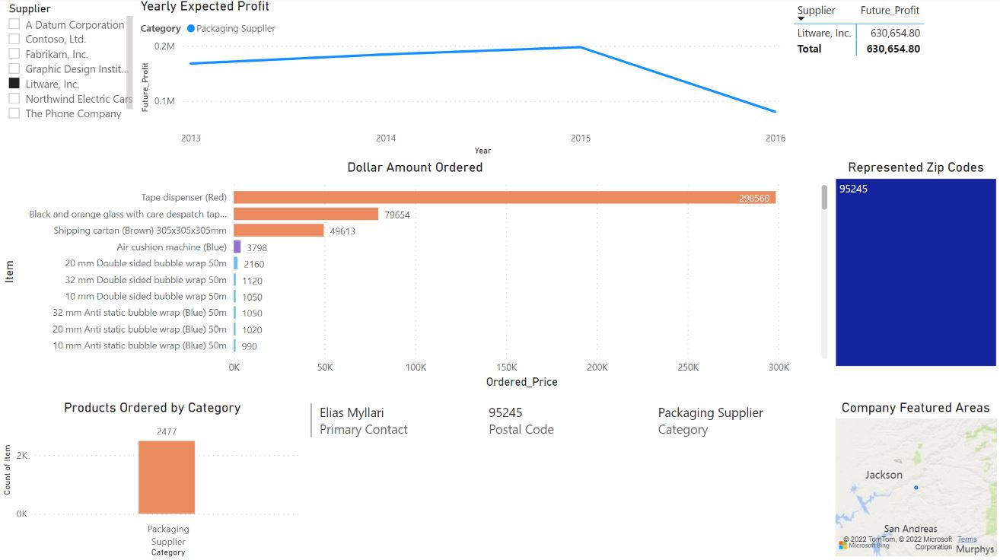 Supplier
A Datum Corporation
Contoso, Ltd.
Fabrikam, Inc.
Graphic Design Instit...
Litware, Inc.
Northwind Electric Cars
The Phone Company
Yearly Expected Profit
Category Packaging Supplier
Future_Profit
0.2M
0.1M
2013 2014 2015 2016
Year
Supplier Future_Profit
Litware, Inc. 630,654.80
Total 630,654.80
Dollar Amount Ordered
Item
Tape dispenser (Red) 298560
Black and orange glass with care despatch tap... 79654
Shipping carton (Brown) 305x305x305mm 49613
Air cushion machine (Blue) 3798
20 mm Double sided bubble wrap 50m 2160
32 mm Double sided bubble wrap 50m 1120
10 mm Double sided bubble wrap 50m 1050
32 mm Anti static bubble wrap (Blue) 50m 1050
20 mm Anti static bubble wrap (Blue) 50m 1020
10 mm Anti static bubble wrap (Blue) 50m 990
0K 50K 100K 150K 200K 250K 300K
Ordered_Price
Represented Zip Codes
95245
Products Ordered by Category
Count of Item
2477
2K
0K
Packaging
Supplier
Category
Elias Myllari
Primary Contact
95245
Postal Code
Packaging Supplier
Category
Company Featured Areas
Jackson
San Andreas
© 2022 TomTom, © 2022 Microsoft Terms
Microsoft Bing Corporation
Murphys